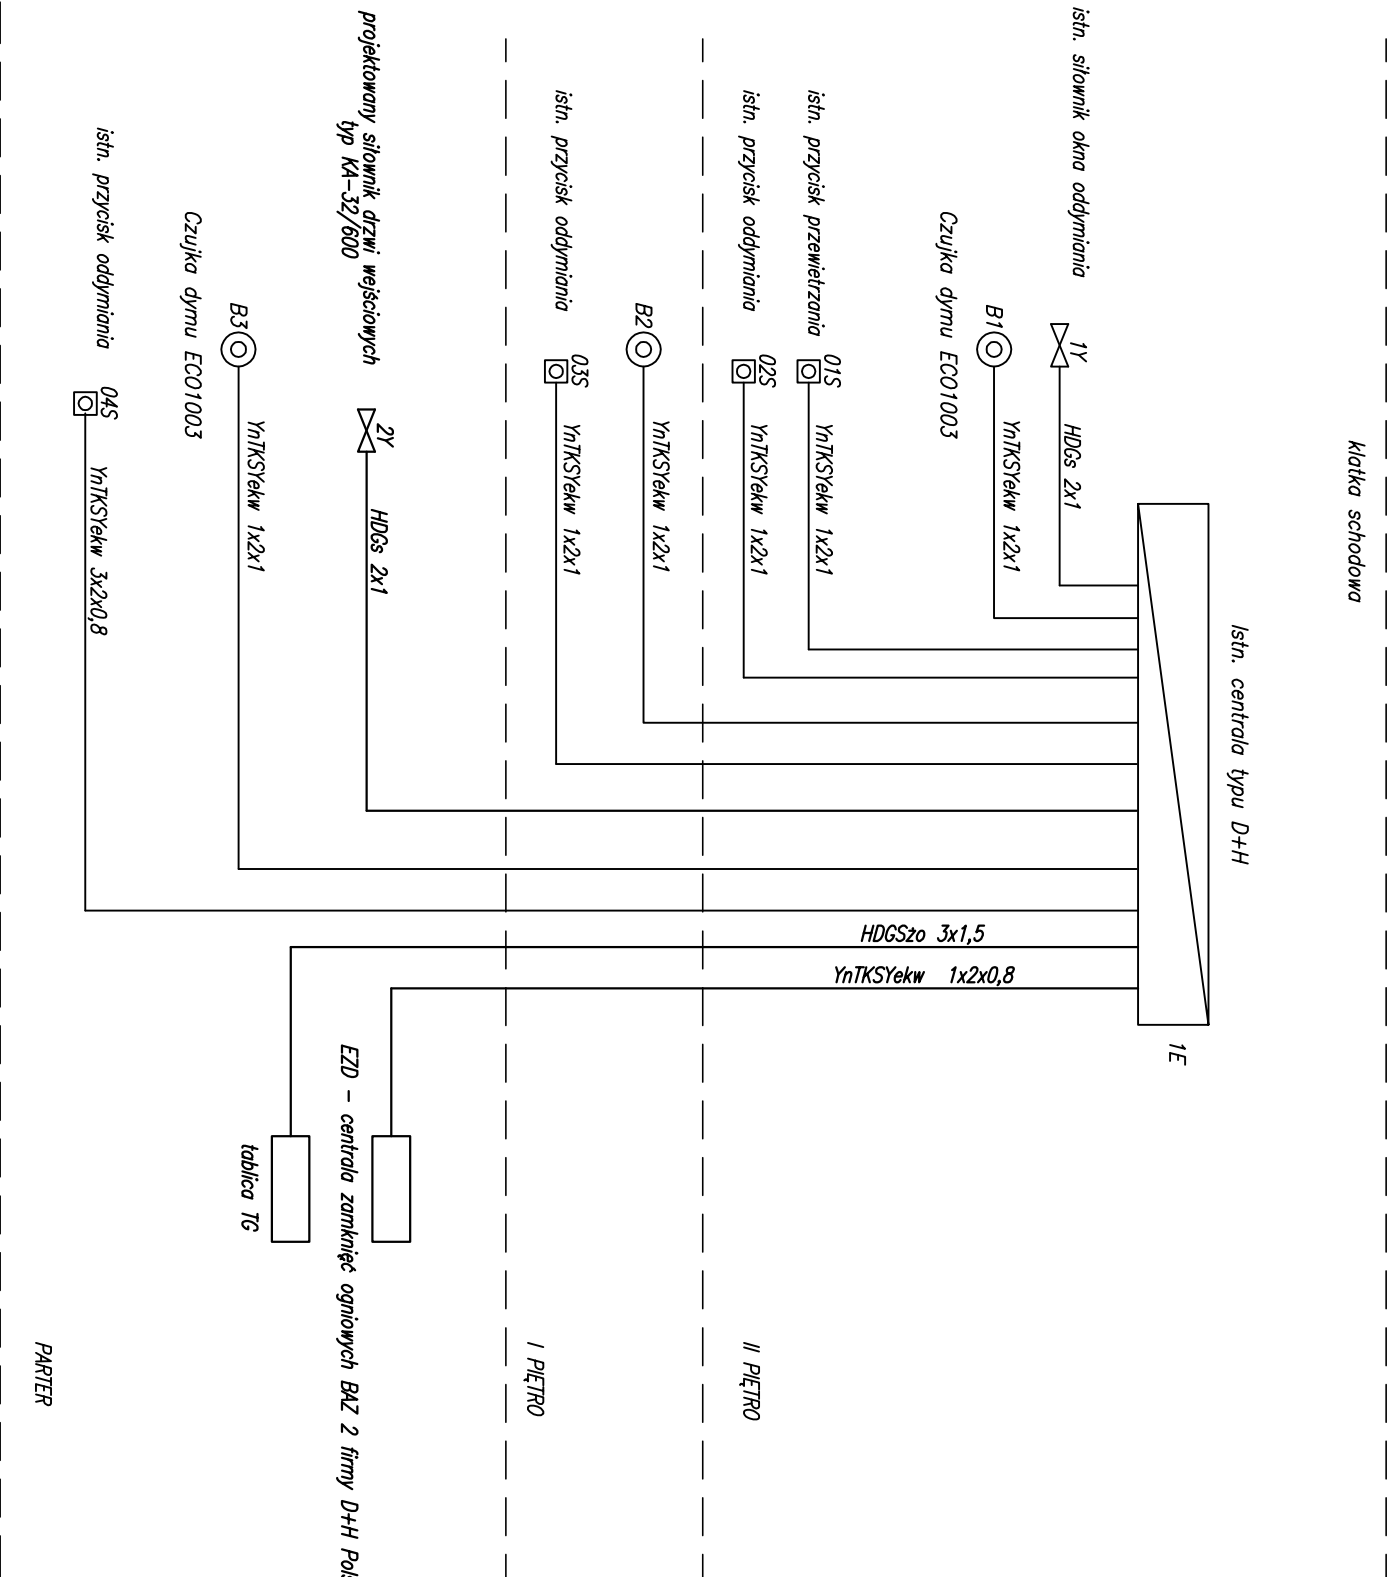 klatka schodowa
Istn. centrala typu D+H
1E
istn. siłownik okna oddymiania
1Y
HDGs 2x1
B1
YnTKSYekw 1x2x1
Czujka dymu ECO1003
istn. przycisk przewietrzania
01S
YnTKSYekw 1x2x1
istn. przycisk oddymiania
02S
YnTKSYekw 1x2x1
II PIĘTRO
B2
YnTKSYekw 1x2x1
istn. przycisk oddymiania
03S
YnTKSYekw 1x2x1
I PIĘTRO
projektowany siłownik drzwi wejściowych
typ KA-32/600
2Y
HDGs 2x1
B3
YnTKSYekw 1x2x1
Czujka dymu ECO1003
istn. przycisk oddymiania
04S
YnTKSYekw 3x2x0,8
HDGSżo 3x1,5
YnTKSYekw 1x2x0,8
EZD - centrala zamknięć ogniowych BAZ 2 firmy D+H
tablica TG
PARTER